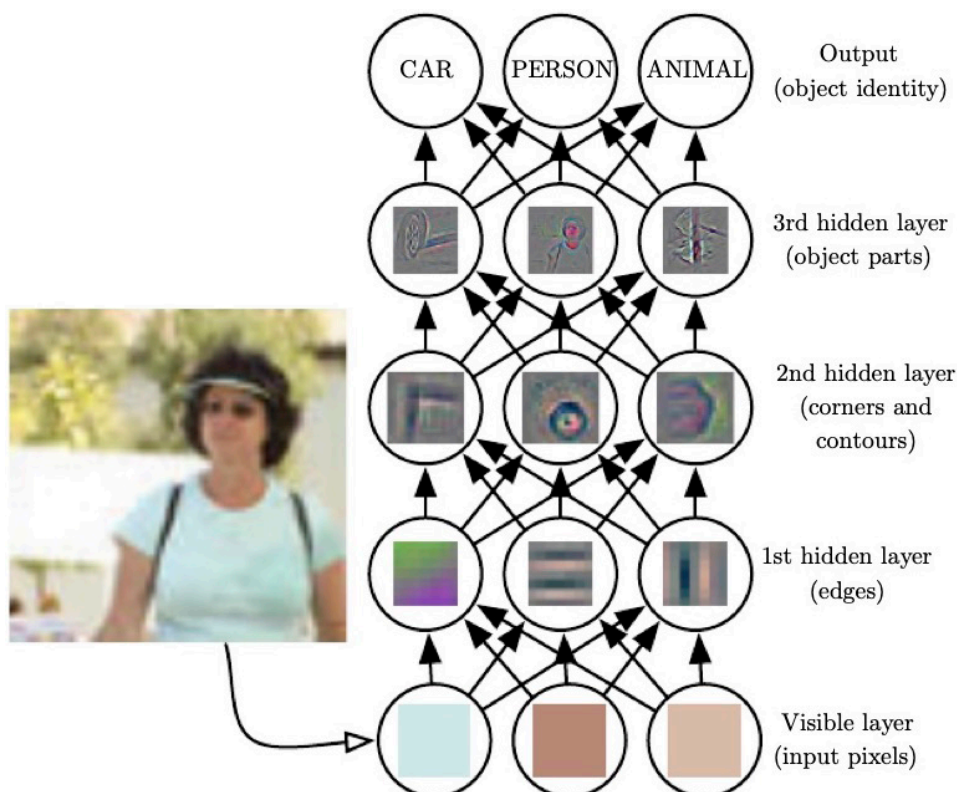 CAR PERSON ANIMAL
Output
(object identity)
3rd hidden layer
(object parts)
2nd hidden layer
(corners and
contours)
1st hidden layer
(edges)
Visible layer
(input pixels)